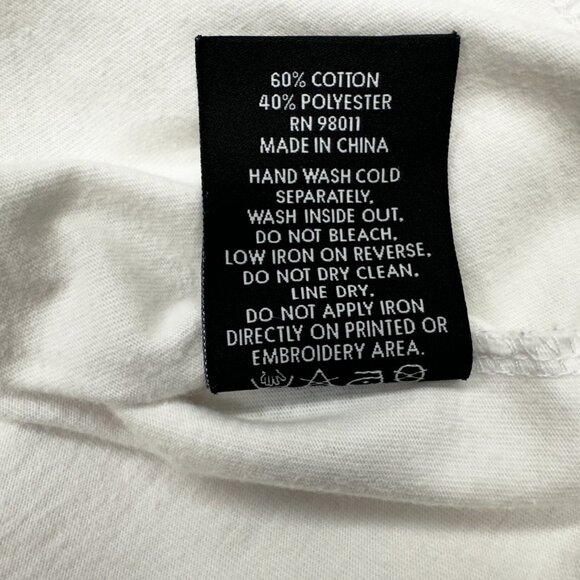 60% COTTON
40% POLYESTER
RN 98011
MADE IN CHINA
HAND WASH COLD
SEPARATELY.
WASH INSIDE OUT.
DO NOT BLEACH.
LOW IRON ON REVERSE.
DO NOT DRY CLEAN.
LINE DRY.
DO NOT APPLY IRON
DIRECTLY ON PRINTED OR
EMBROIDERY AREA.